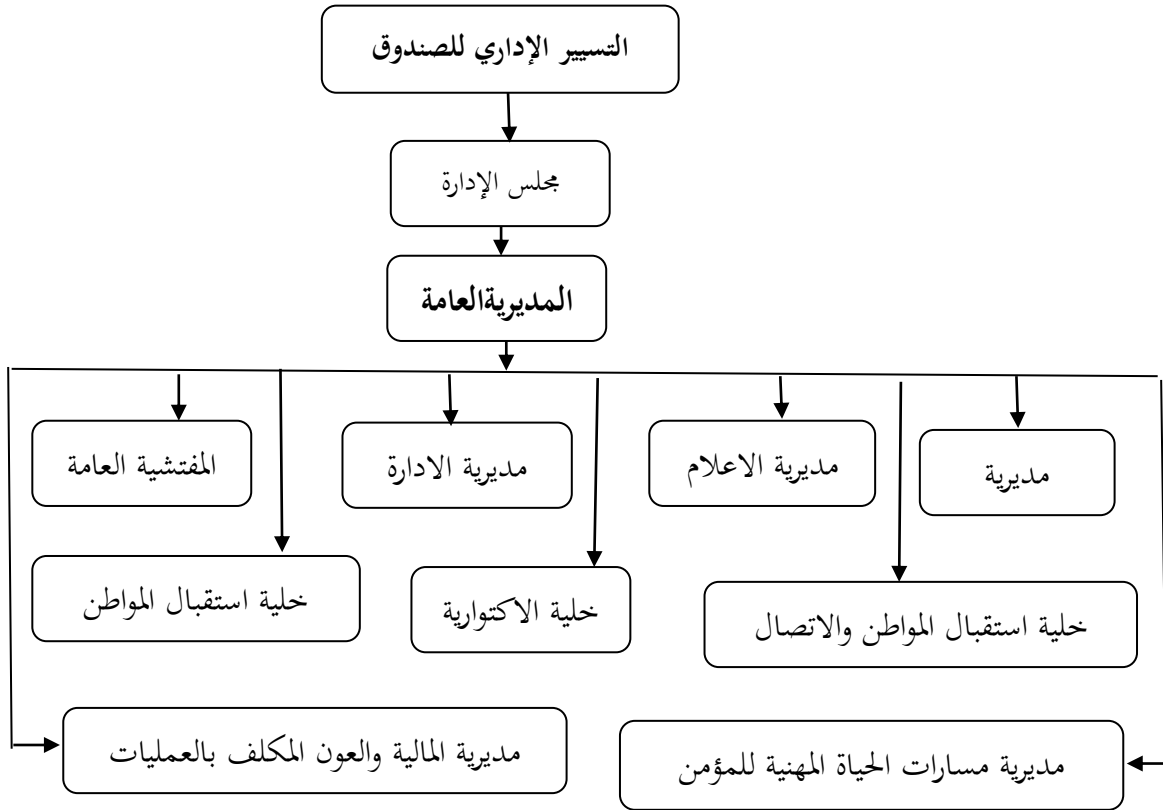 التسيير الإداري للصندوق
مجلس الإدارة
المديريةالعامة
مديرية
مديرية الاعلام
مديرية الادارة
المفتشية العامة
خلية استقبال المواطن والاتصال
خلية الاكتوارية
خلية استقبال المواطن
مديرية مسارات الحياة المهنية للمؤمن
مديرية المالية والعون المكلف بالعمليات